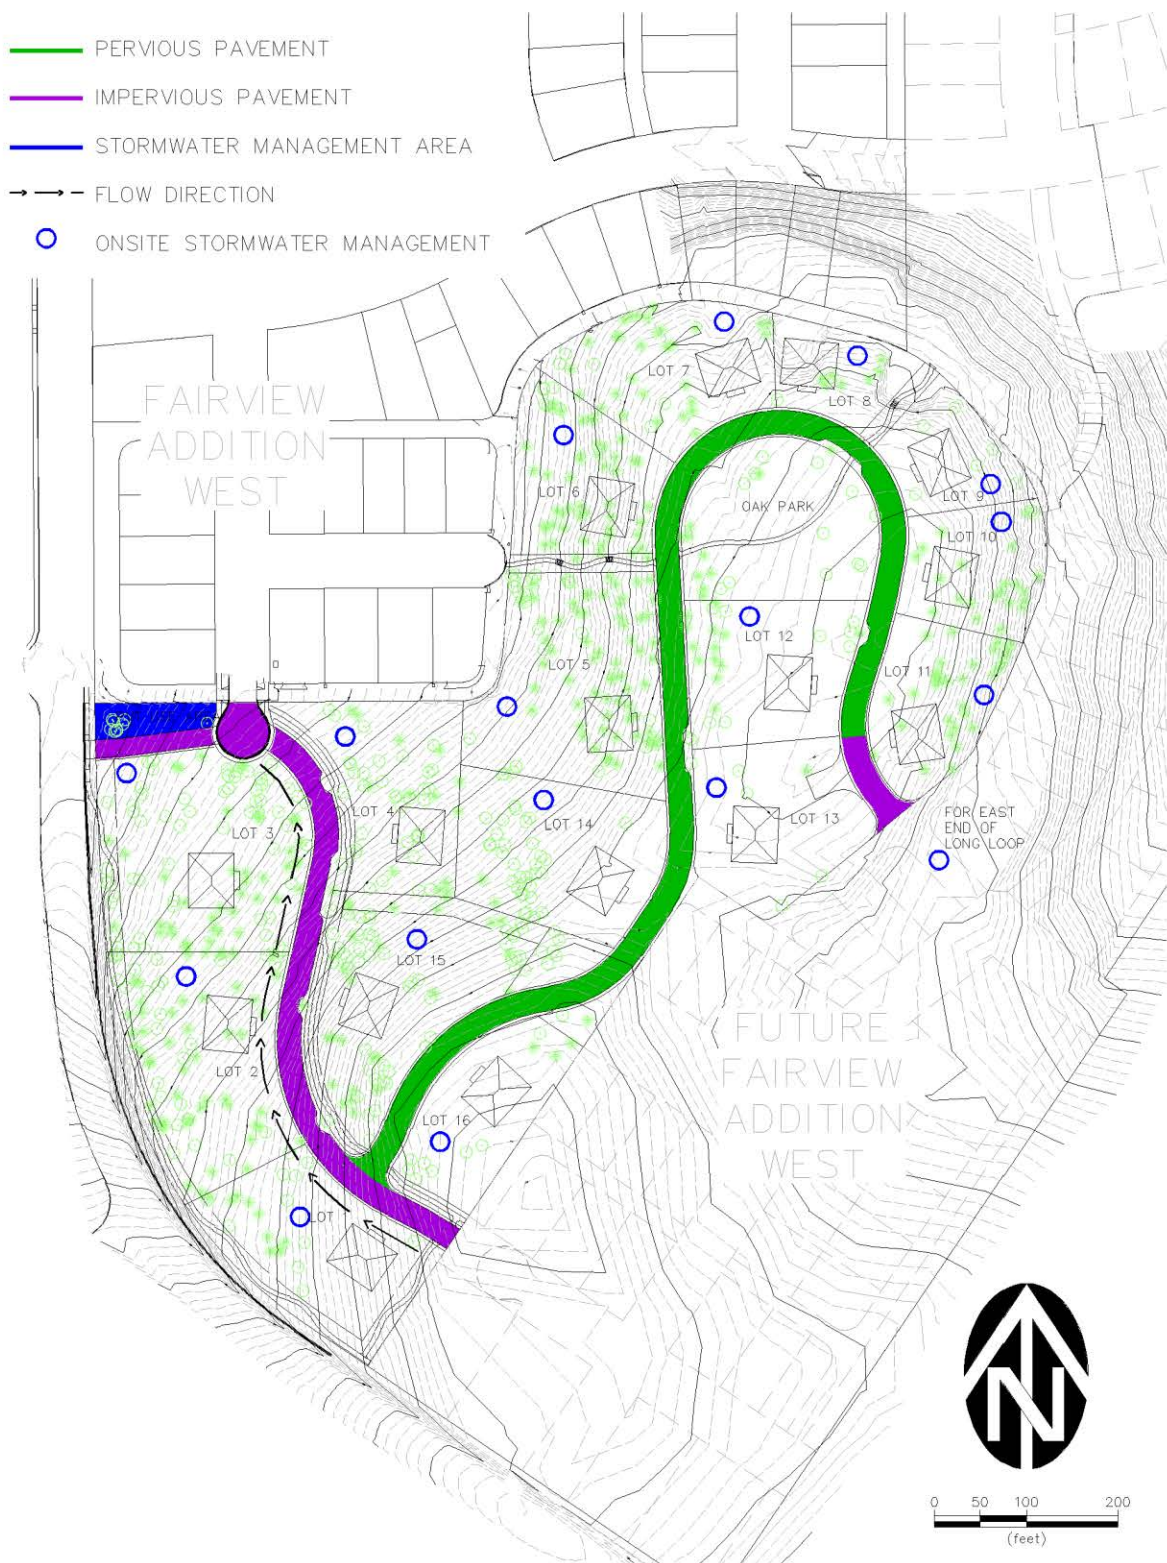 PERVIOUS PAVEMENT
IMPERVIOUS PAVEMENT
STORMWATER MANAGEMENT AREA
FLOW DIRECTION
ONSITE STORMWATER MANAGEMENT
FAIRVIEW
ADDITION
WEST
LOT 7
LOT 8
LOT 6
LOT 9
OAK PARK
LOT 10
LOT 12
LOT 5
LOT 11
LOT 4
LOT 3
LOT 14
LOT 13
FOR EAST
END OF
LONG LOOP
LOT 15
FUTURE
FAIRVIEW
ADDITION
WEST
LOT 2
LOT 16
LOT
N
0 50 100 200
(feet)